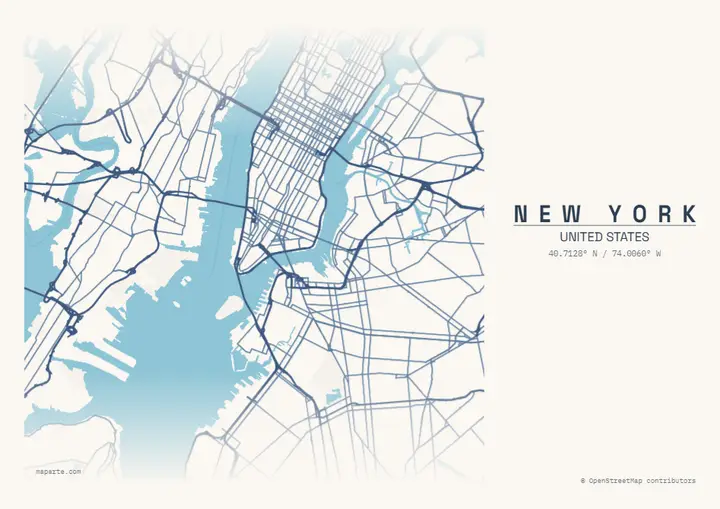 NEW YORK
UNITED STATES
40.7128° N / 74.0060° W
maparte.com
© OpenStreetMap contributors